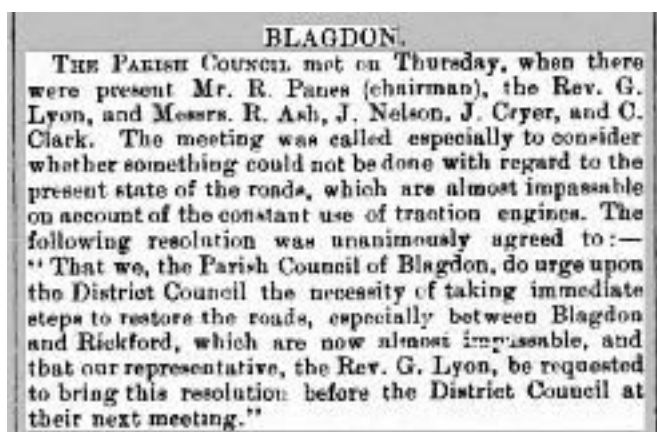 BLAGDON.
THE PARISH COUNCIL met on Thursday, when there
were present Mr. R. Panes (chairman), the Rev. G.
Lyon, and Messrs. R. Ash, J. Nelson, J. Cryer, and C.
Clark. The meeting was called especially to consider
whether something could not be done with regard to the
present state of the roads, which are almost impassable
on account of the constant use of traction engines. The
following resolution was unanimously agreed to:—
"That we, the Parish Council of Blagdon, do urge upon
the District Council the necessity of taking immediate
steps to restore the roads, especially between Blagdon
and Rickford, which are now almost impassable, and
that our representative, the Rev. G. Lyon, be requested
to bring this resolution before the District Council at
their next meeting."